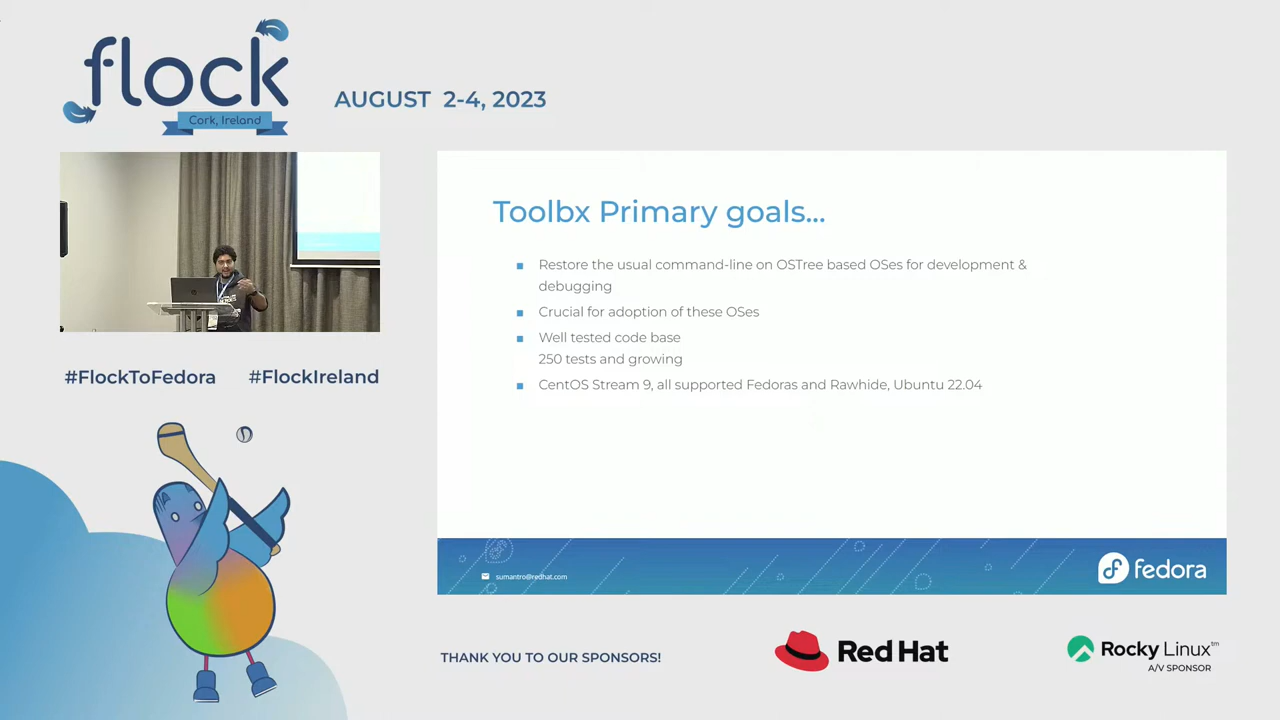 flock
Cork, Ireland
AUGUST 2-4, 2023
Toolbx Primary goals...
Restore the usual command-line on OSTree based OSes for development &
debugging
Crucial for adoption of these OSes
Well tested code base
250 tests and growing
CentOS Stream 9, all supported Fedoras and Rawhide, Ubuntu 22.04
sumantro@redhat.com
fedora
#FlockToFedora #FlockIreland
THANK YOU TO OUR SPONSORS!
Red Hat
Rocky Linux™
A/V SPONSOR